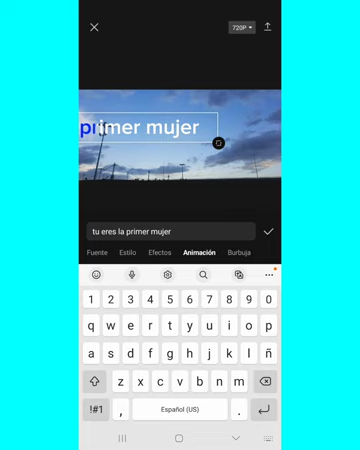 720P
primer mujer
tu eres la primer mujer
Fuente Estilo Efectos Animación Burbuja
1 2 3 4 5 6 7 8 9 0
q w e r t y u i o p
a s d f g h j k l ñ
z x c v b n m
!#1 , Español (US) .